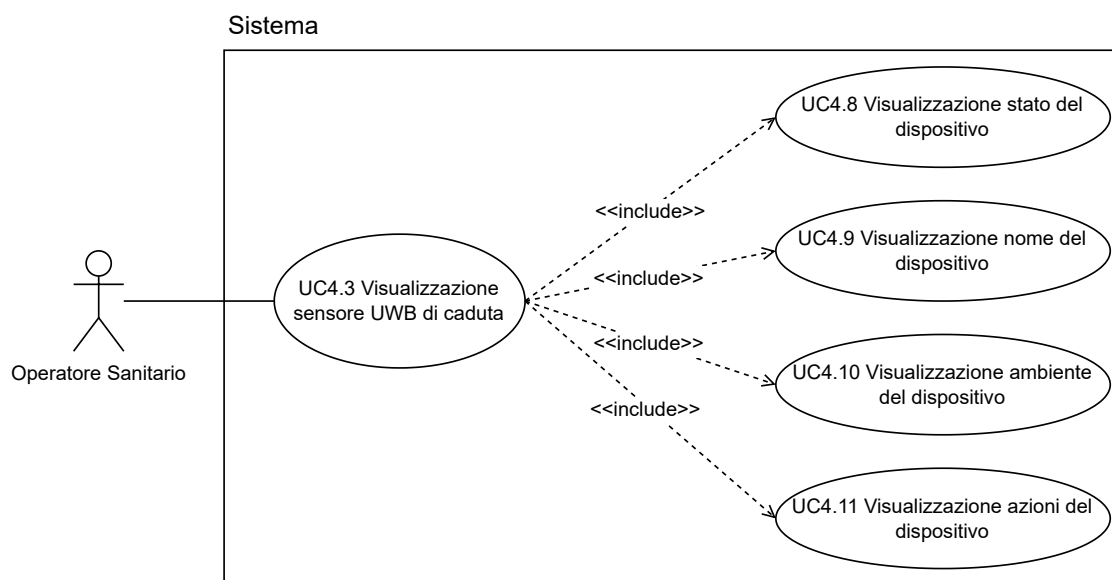 Sistema
UC4.8 Visualizzazione stato del
dispositivo
<<include>>
UC4.9 Visualizzazione nome del
dispositivo
<<include>>
UC4.3 Visualizzazione
sensore UWB di caduta
<<include>>
Operatore Sanitario
UC4.10 Visualizzazione ambiente
del dispositivo
<<include>>
UC4.11 Visualizzazione azioni del
dispositivo